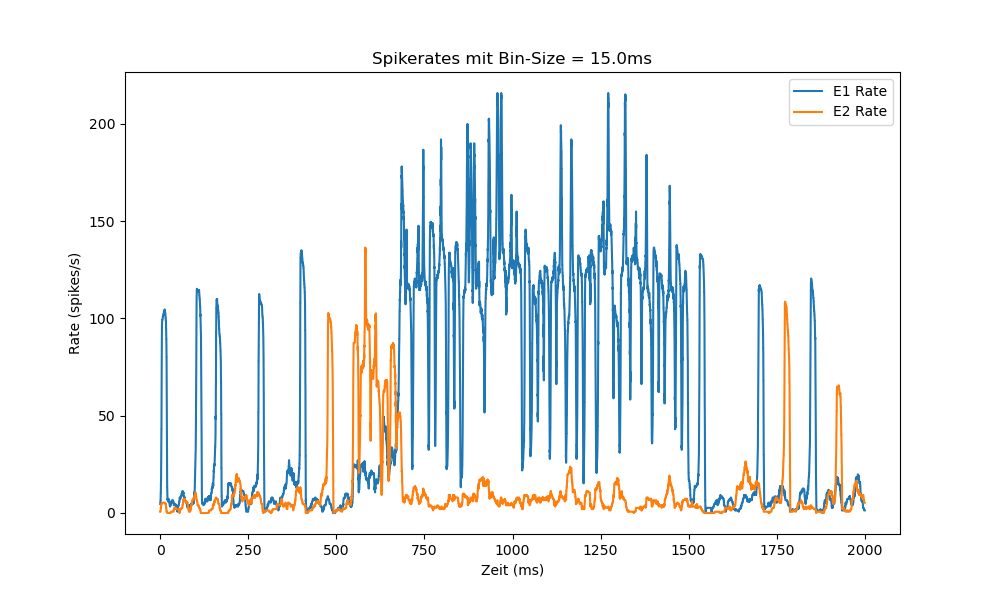 Spikerates mit Bin-Size = 15.0ms
E1 Rate
E2 Rate
Rate (spikes/s)
200
150
100
50
0
0 250 500 750 1000 1250 1500 1750 2000
Zeit (ms)